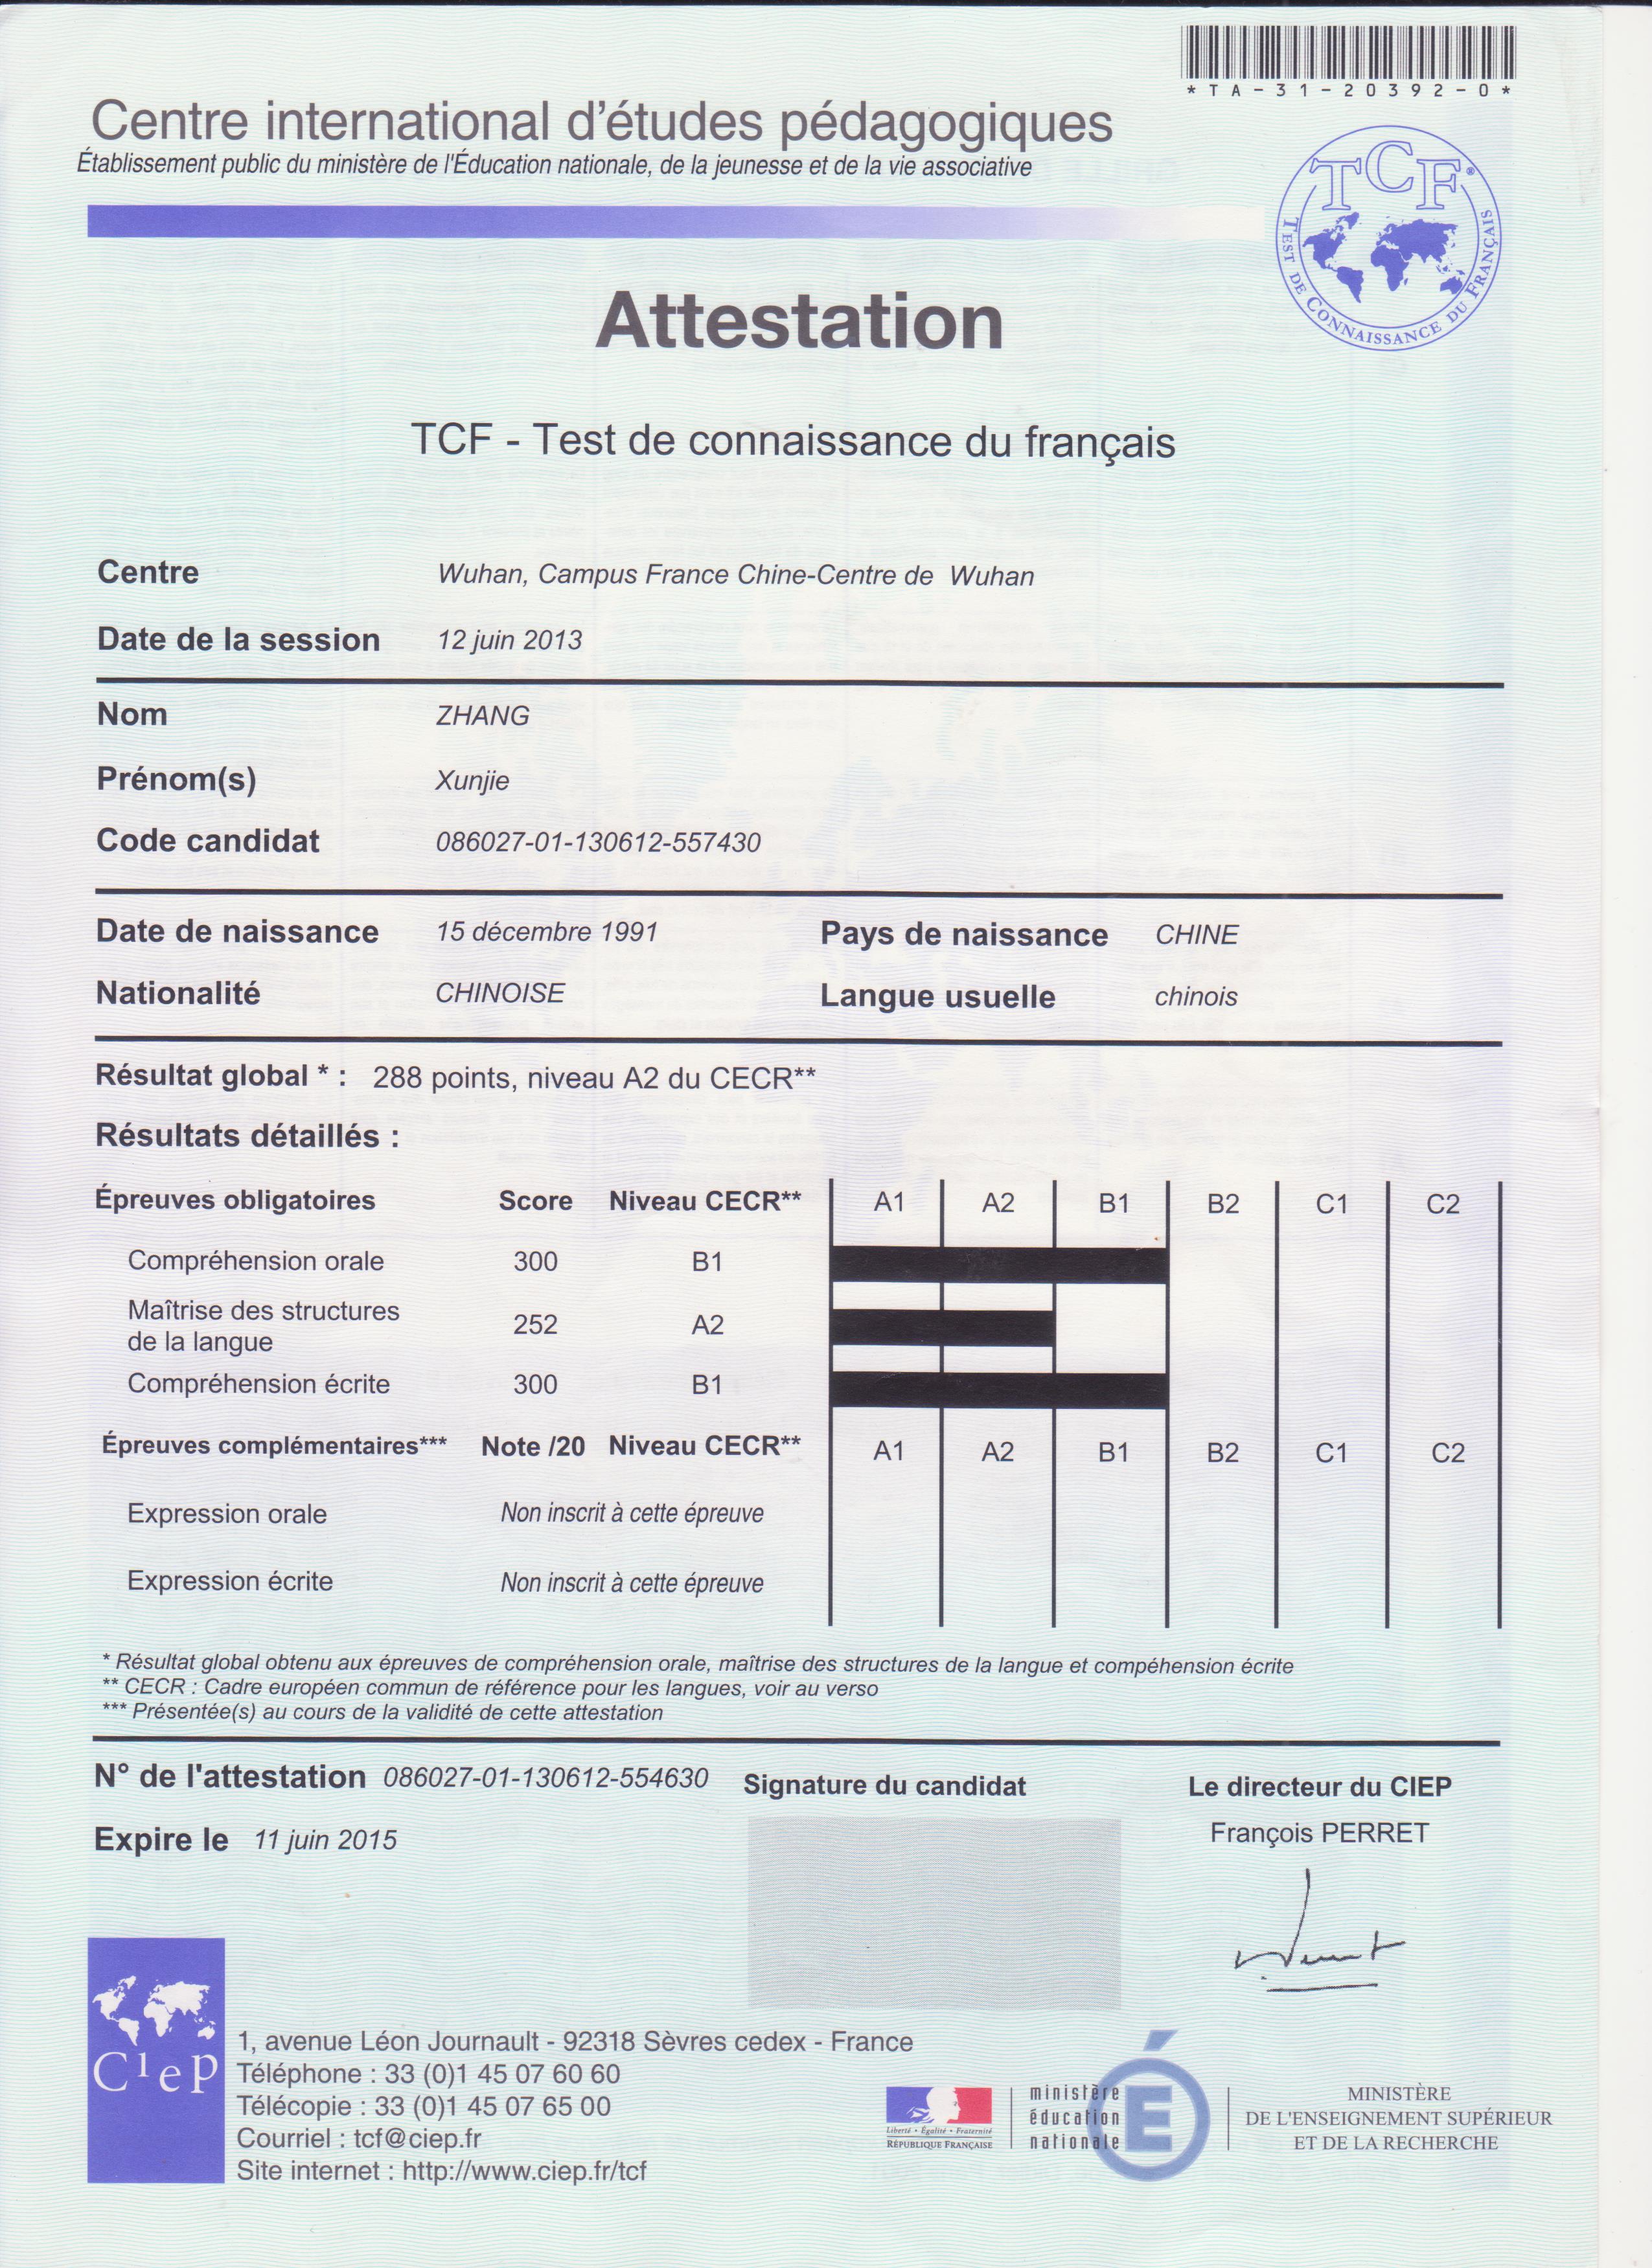 *TA-31-20392-0*
Centre international d'études pédagogiques
Établissement public du ministère de l'Éducation nationale, de la jeunesse et de la vie associative
TCF®
TEST DE CONNAISSANCE DU FRANÇAIS
Attestation
TCF - Test de connaissance du français
Centre Wuhan, Campus France Chine-Centre de Wuhan
Date de la session 12 juin 2013
Nom ZHANG
Prénom(s) Xunjie
Code candidat 086027-01-130612-557430
Date de naissance 15 décembre 1991 Pays de naissance CHINE
Nationalité CHINOISE Langue usuelle chinois
Résultat global * : 288 points, niveau A2 du CECR**
Résultats détaillés :
Épreuves obligatoires Score Niveau CECR** A1 A2 B1 B2 C1 C2
Compréhension orale 300 B1
Maîtrise des structures
de la langue 252 A2
Compréhension écrite 300 B1
Épreuves complémentaires*** Note /20 Niveau CECR** A1 A2 B1 B2 C1 C2
Expression orale Non inscrit à cette épreuve
Expression écrite Non inscrit à cette épreuve
* Résultat global obtenu aux épreuves de compréhension orale, maîtrise des structures de la langue et compéhension écrite
** CECR : Cadre européen commun de référence pour les langues, voir au verso
*** Présentée(s) au cours de la validité de cette attestation
N° de l'attestation 086027-01-130612-554630 Signature du candidat Le directeur du CIEP
François PERRET
Expire le 11 juin 2015
Ciep
1, avenue Léon Journault - 92318 Sèvres cedex - France
Téléphone : 33 (0)1 45 07 60 60
Télécopie : 33 (0)1 45 07 65 00
Courriel : tcf@ciep.fr
Site internet : http://www.ciep.fr/tcf
Liberté • Égalité • Fraternité
RÉPUBLIQUE FRANÇAISE
ministère
éducation
nationale
É
MINISTÈRE
DE L'ENSEIGNEMENT SUPÉRIEUR
ET DE LA RECHERCHE